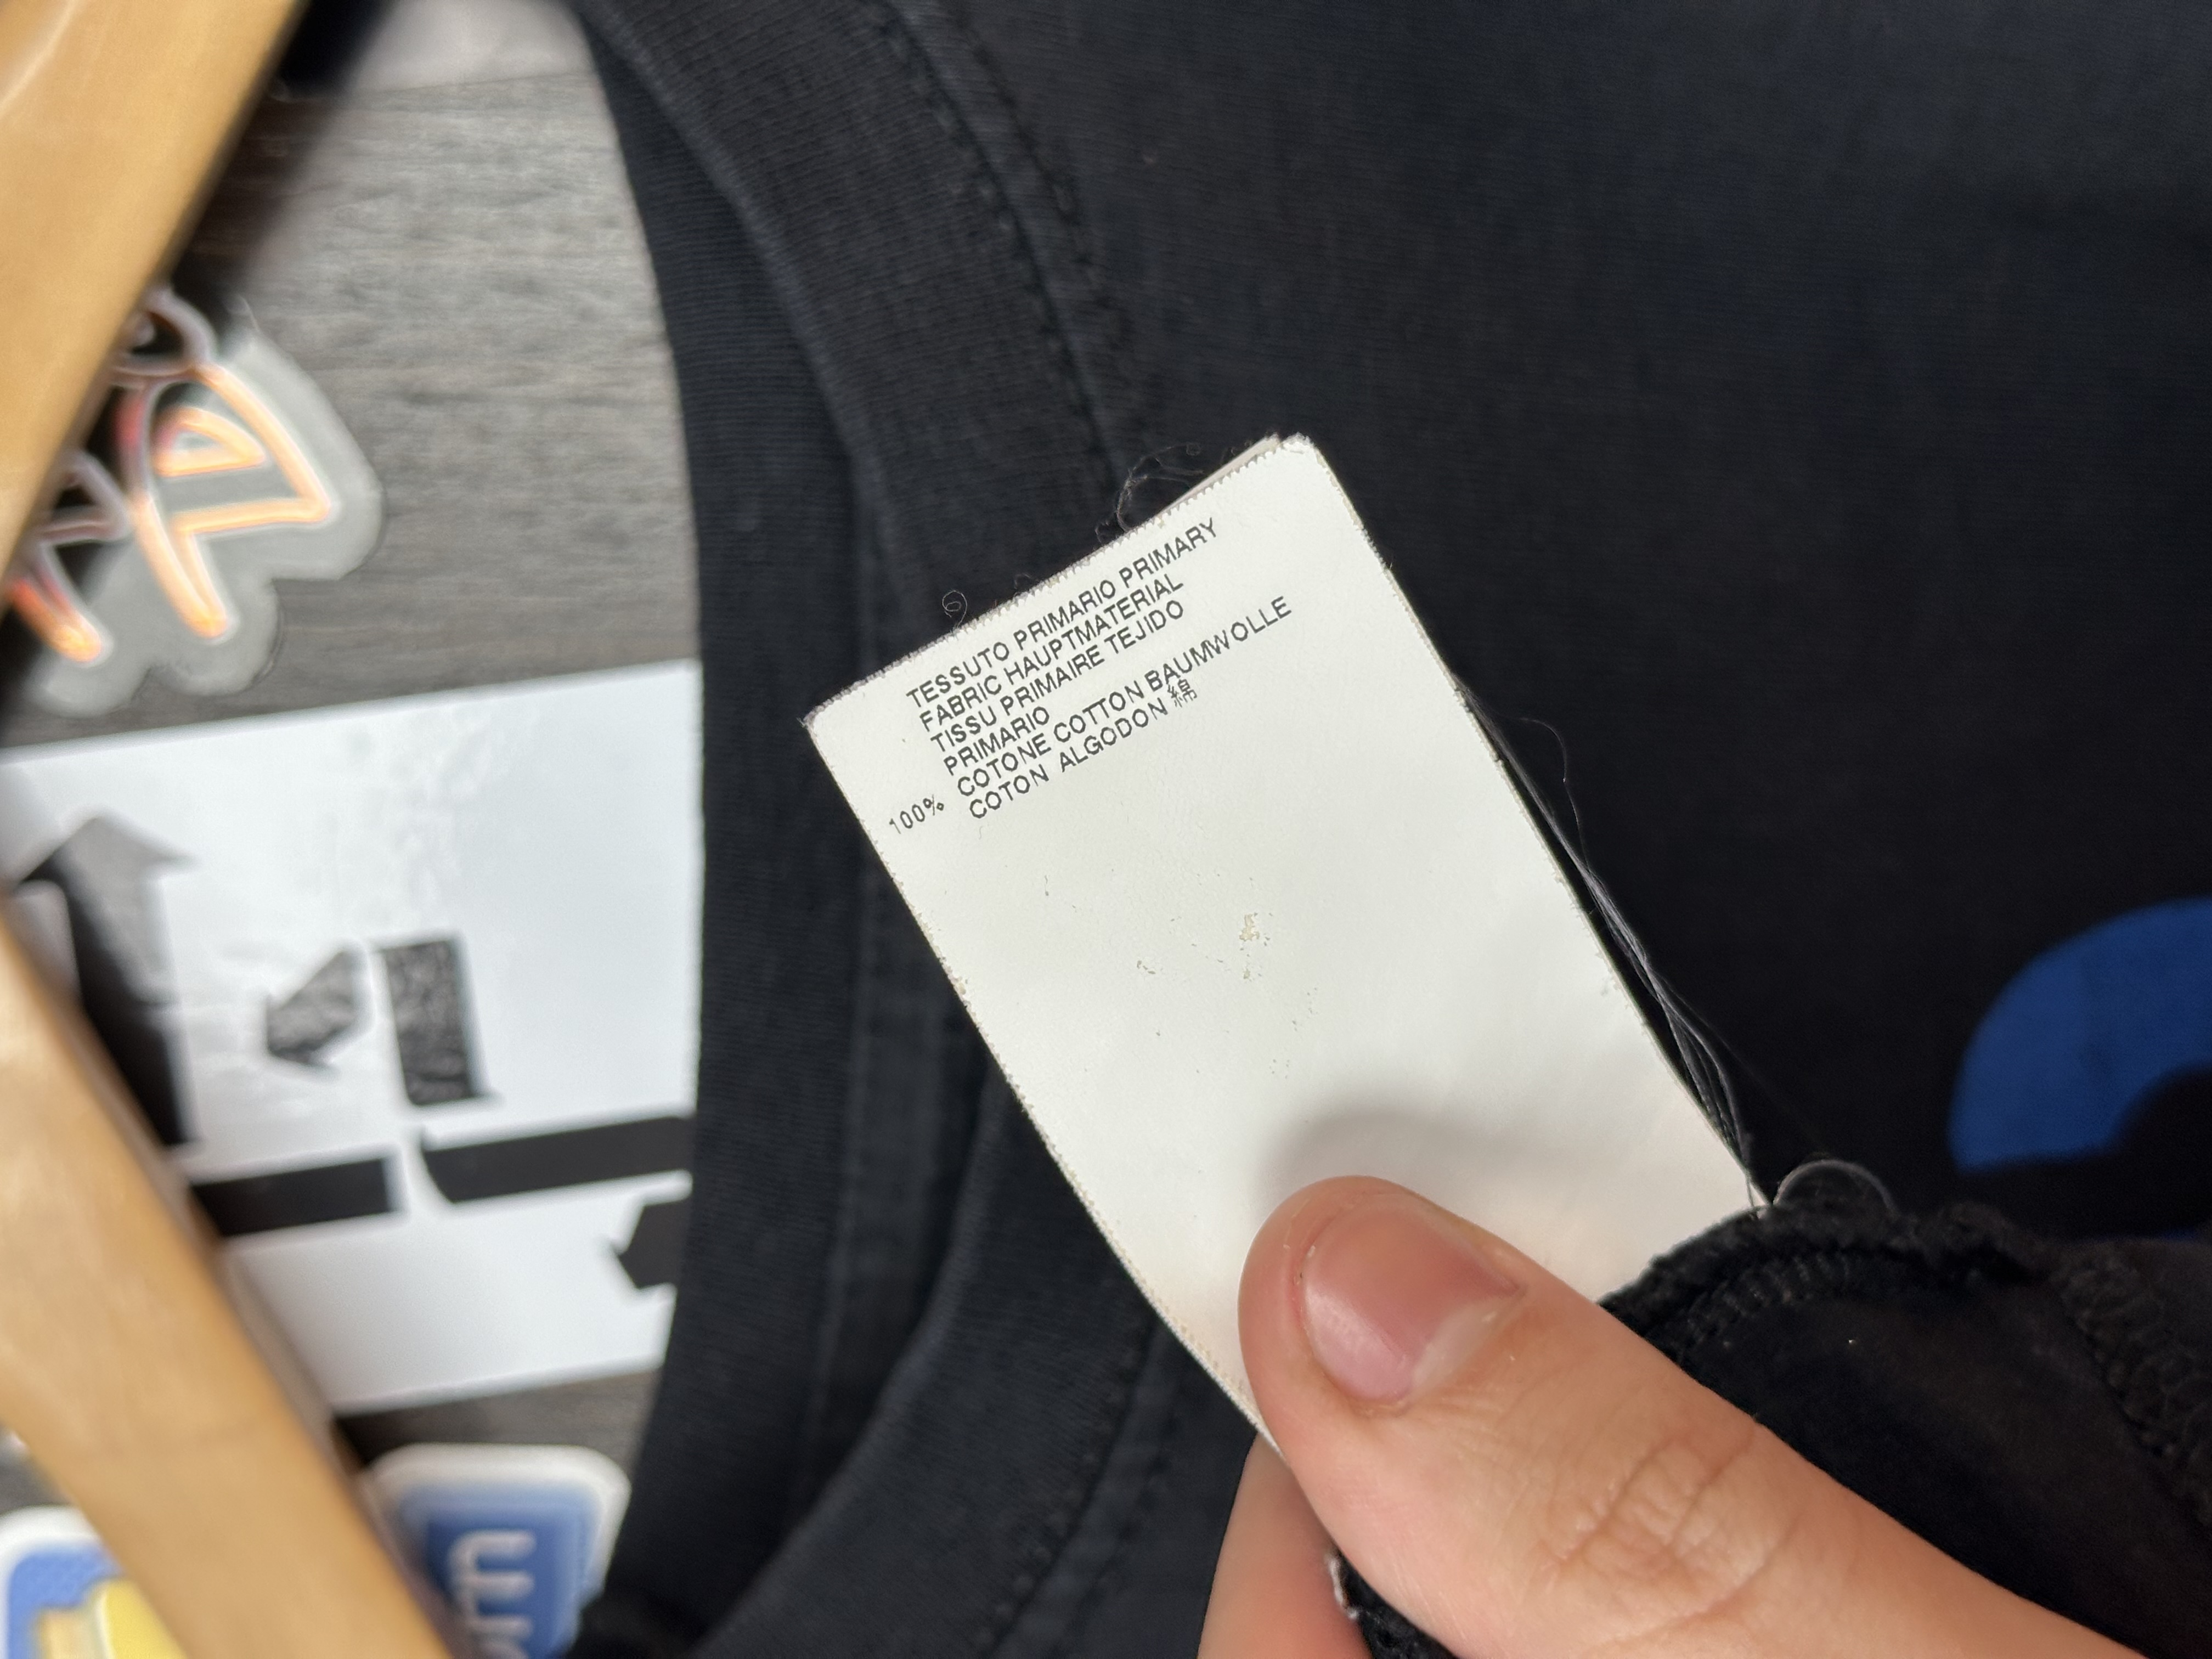 TESSUTO PRIMARIO PRIMARY
FABRIC HAUPTMATERIAL
TISSU PRIMAIRE TEJIDO
PRIMARIO
100% COTONE COTTON BAUMWOLLE
COTON ALGODON 綿